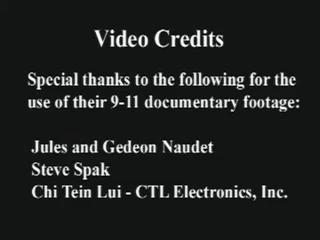 Video Credits
Special thanks to the following for the
use of their 9-11 documentary footage:
Jules and Gedeon Naudet
Steve Spak
Chi Tein Lui - CTL Electronics, Inc.